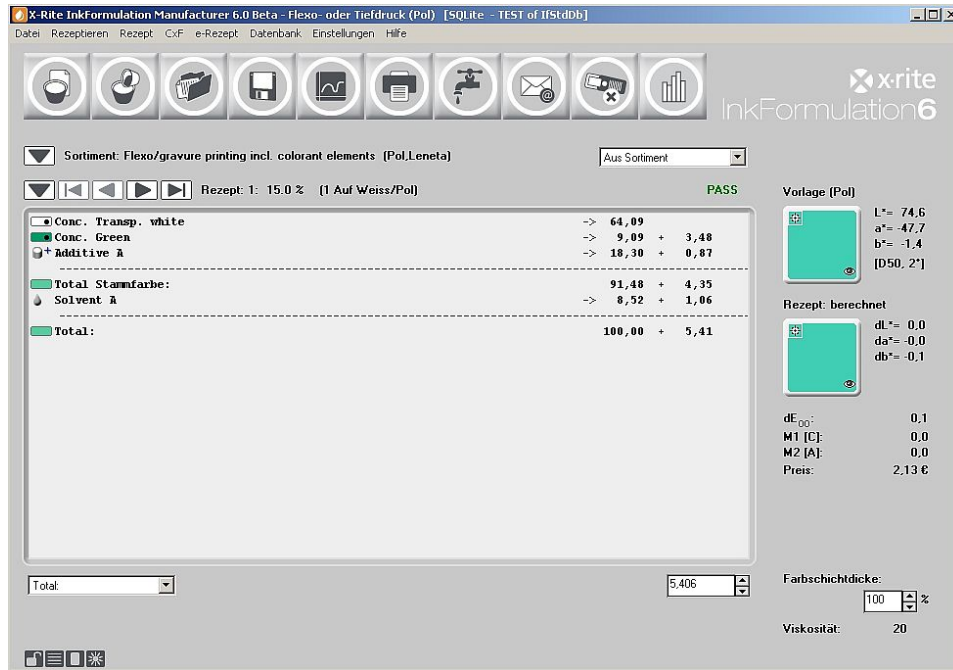 X-Rite InkFormulation Manufacturer 6.0 Beta - Flexo- oder Tiefdruck (Pol) [SQLite - TEST of IfStdDb]
Datei Rezeptieren Rezept CxF e-Rezept Datenbank Einstellungen Hilfe
x·rite
InkFormulation6
Sortiment: Flexo/gravure printing incl. colorant elements (Pol,Leneta) Aus Sortiment
Rezept: 1: 15.0 % (1 Auf Weiss/Pol) PASS
Conc. Transp. white -> 64,09
Conc. Green -> 9,09 + 3,48
Additive A -> 18,30 + 0,87
Total Stammfarbe: 91,48 + 4,35
Solvent A -> 8,52 + 1,06
Total: 100,00 + 5,41
Vorlage (Pol)
L*= 74,6
a*= -47,7
b*= -1,4
[D50, 2°]
Rezept: berechnet
dL*= 0,0
da*= -0,0
db*= -0,1
dE00: 0,1
M1 [C]: 0,0
M2 [A]: 0,0
Preis: 2,13 €
Total: 5,406
Farbschichtdicke:
100 %
Viskosität: 20